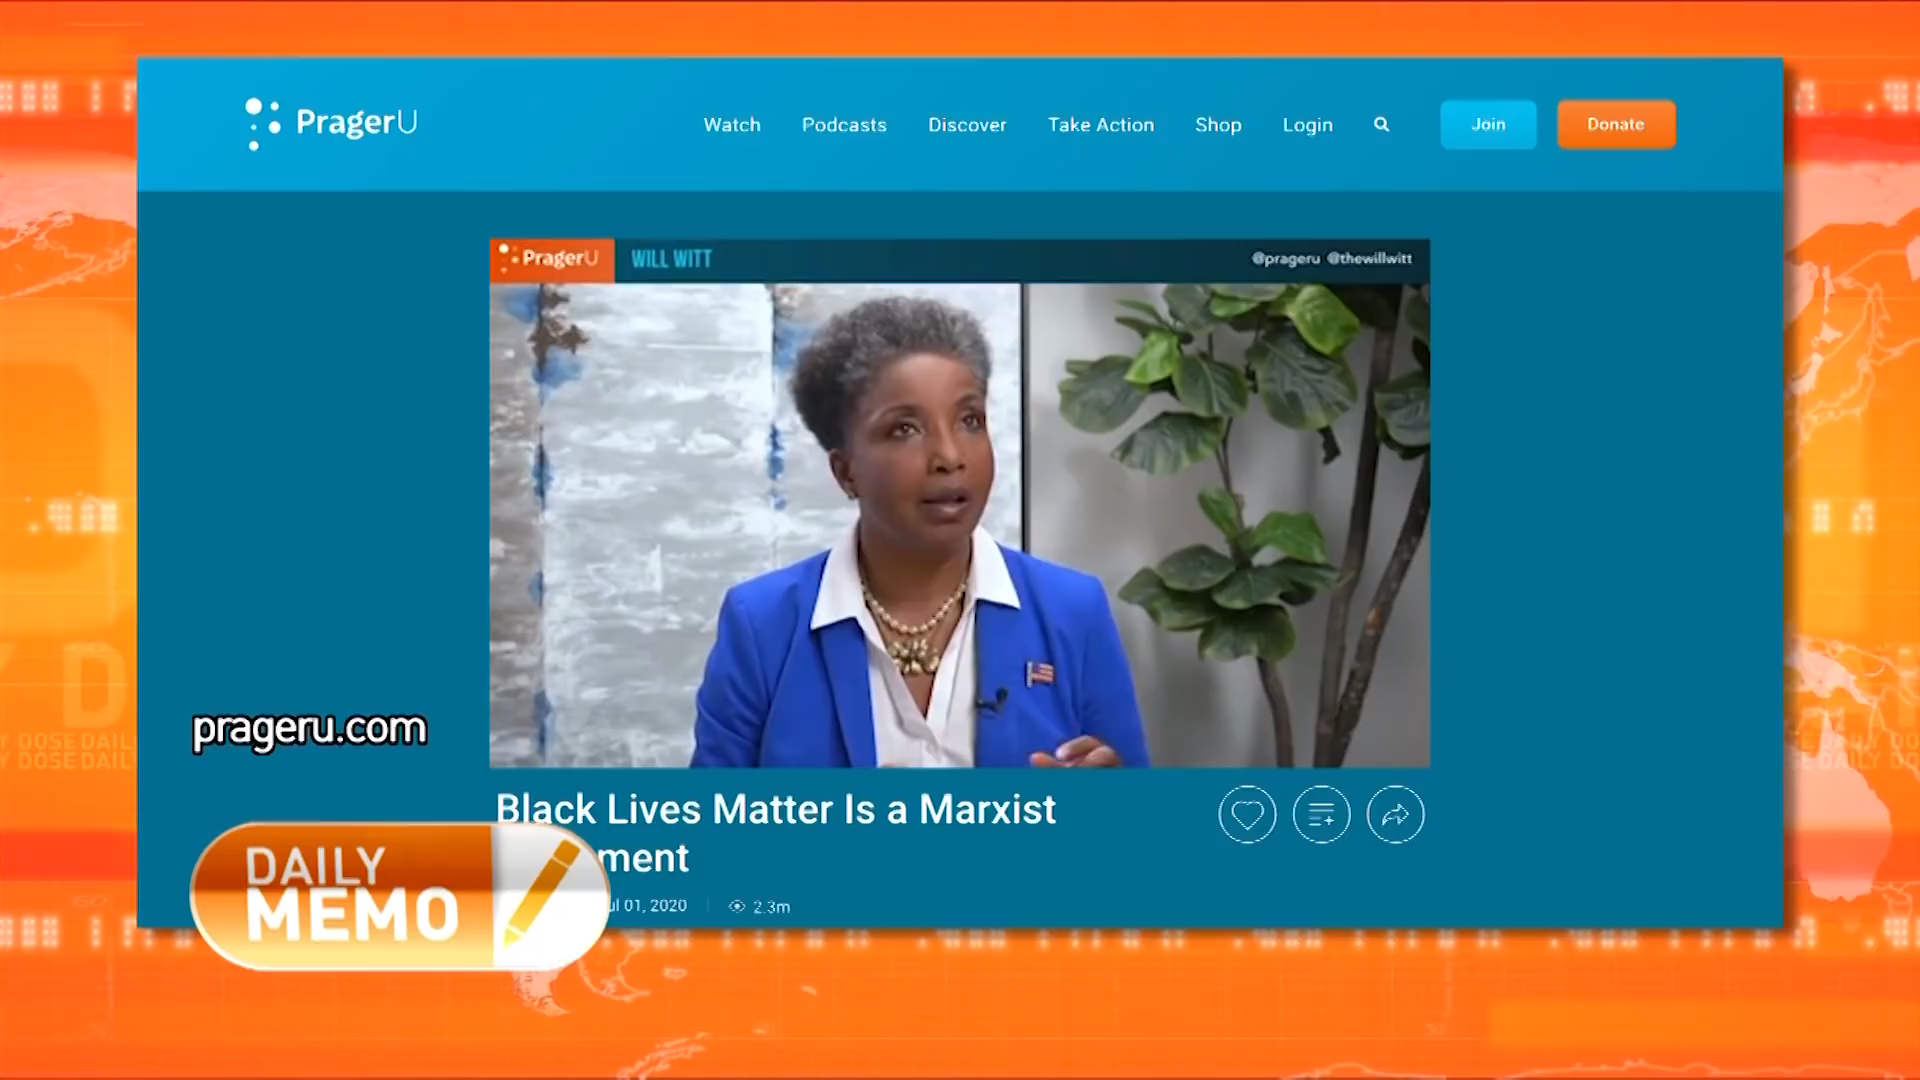 PragerU
Watch
Podcasts
Discover
Take Action
Shop
Login
Join
Donate
PragerU
WILL WITT
@prageru @thewillwitt
prageru.com
Black Lives Matter Is a Marxist
ment
ul 01, 2020
2.3m
DAILY
MEMO